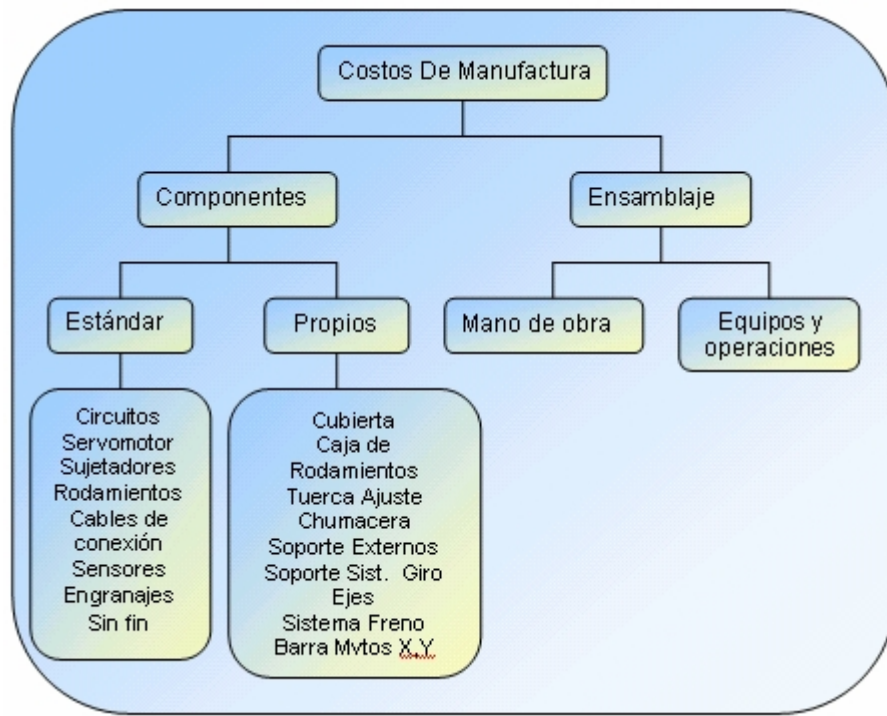 Costos De Manufactura
Componentes
Ensamblaje
Estándar
Propios
Mano de obra
Equipos y
operaciones
Circuitos
Servomotor
Sujetadores
Rodamientos
Cables de
conexión
Sensores
Engranajes
Sin fin
Cubierta
Caja de
Rodamientos
Tuerca Ajuste
Chumacera
Soporte Externos
Soporte Sist. Giro
Ejes
Sistema Freno
Barra Mvtos X,Y